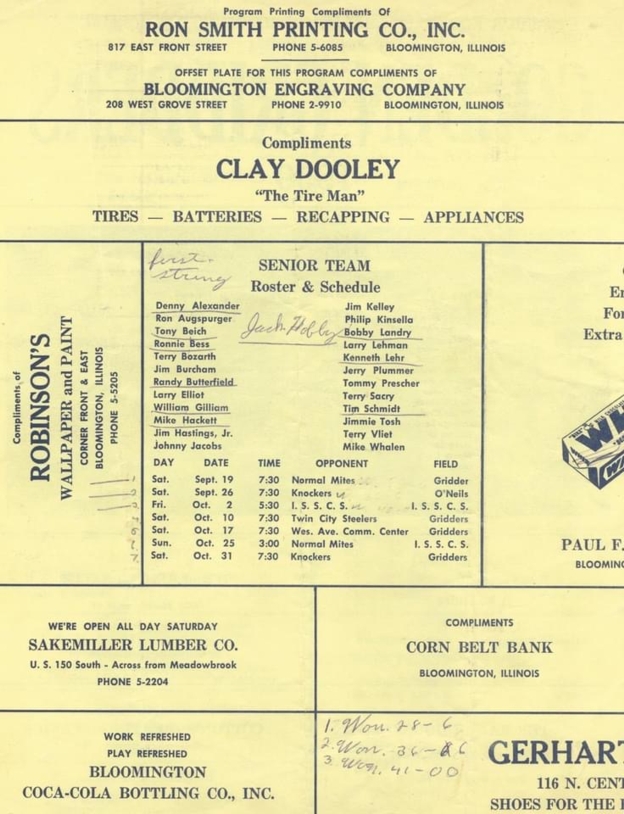 Program Printing Compliments Of
RON SMITH PRINTING CO., INC.
817 EAST FRONT STREET PHONE 5-6085 BLOOMINGTON, ILLINOIS
OFFSET PLATE FOR THIS PROGRAM COMPLIMENTS OF
BLOOMINGTON ENGRAVING COMPANY
208 WEST GROVE STREET PHONE 2-9910 BLOOMINGTON, ILLINOIS
Compliments
CLAY DOOLEY
"The Tire Man"
TIRES — BATTERIES — RECAPPING — APPLIANCES
Compliments of
ROBINSON'S
WALLPAPER and PAINT
CORNER FRONT & EAST
BLOOMINGTON, ILLINOIS
PHONE 5-5205
first
string
SENIOR TEAM
Roster & Schedule
Denny Alexander
Ron Augspurger
Tony Beich
Ronnie Bess
Terry Bozarth
Jim Burcham
Randy Butterfield
Larry Elliot
William Gilliam
Mike Hackett
Jim Hastings, Jr.
Johnny Jacobs
Jack
Jim Kelley
Philip Kinsella
Bobby Landry
Larry Lehman
Kenneth Lehr
Jerry Plummer
Tommy Prescher
Terry Sacry
Tim Schmidt
Jimmie Tosh
Terry Vliet
Mike Whalen
DAY DATE TIME OPPONENT FIELD
Sat. Sept. 19 7:30 Normal Mites Gridder
Sat. Sept. 26 7:30 Knockers O'Neils
Fri. Oct. 2 5:30 I. S. S. C. S. I. S. S. C. S.
Sat. Oct. 10 7:30 Twin City Steelers Gridders
Sat. Oct. 17 7:30 Wes. Ave. Comm. Center Gridders
Sun. Oct. 25 3:00 Normal Mites I. S. S. C. S.
Sat. Oct. 31 7:30 Knockers Gridders
En
For
Extra
PAUL F.
BLOOMING
WE'RE OPEN ALL DAY SATURDAY
SAKEMILLER LUMBER CO.
U. S. 150 South - Across from Meadowbrook
PHONE 5-2204
COMPLIMENTS
CORN BELT BANK
BLOOMINGTON, ILLINOIS
WORK REFRESHED
PLAY REFRESHED
BLOOMINGTON
COCA-COLA BOTTLING CO., INC.
1. Won. 28-6
2. Won. 36-6
3. Won. 41-00
GERHART
116 N. CENT
SHOES FOR THE